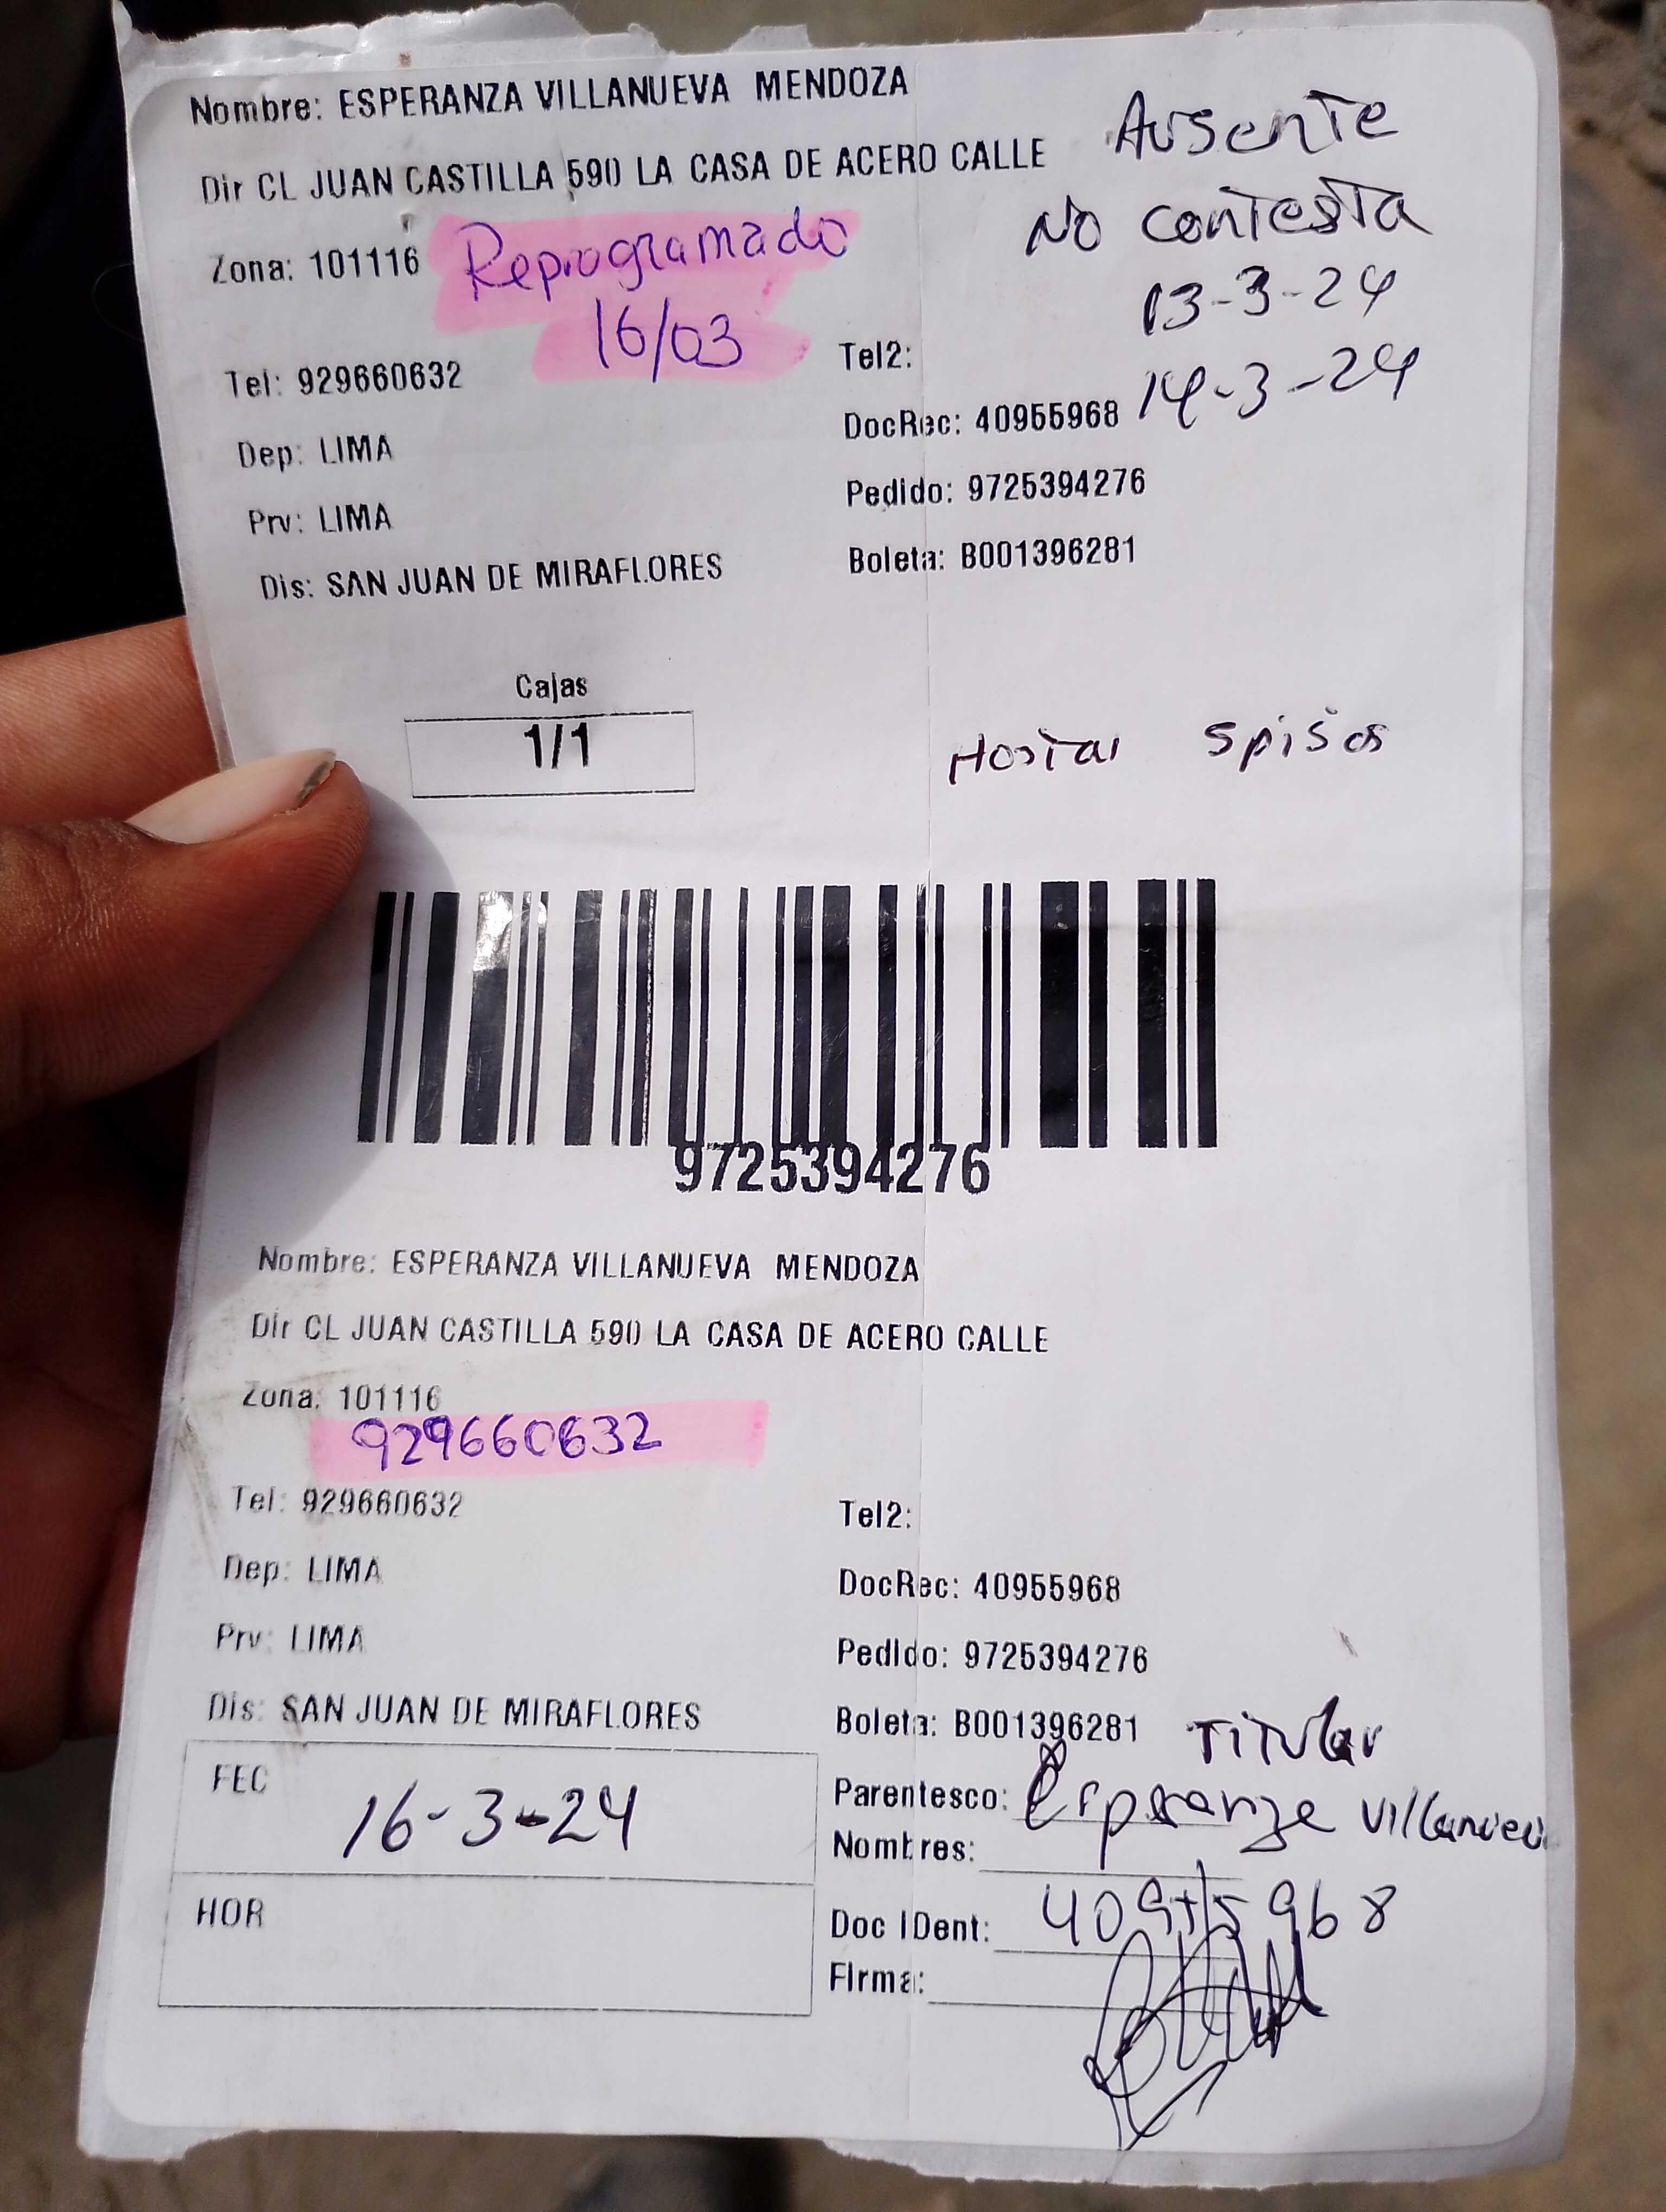 Nombre: ESPERANZA VILLANUEVA MENDOZA
Ausente
Dir CL JUAN CASTILLA 590 LA CASA DE ACERO CALLE
No contesta
Zona: 101116
Reprogramado
13-3-24
16/03
Tel: 929660632
Tel2:
14-3-24
DocRec: 40955968
Dep: LIMA
Pedido: 9725394276
Prv: LIMA
Boleta: B001396281
Dis: SAN JUAN DE MIRAFLORES
Cajas
1/1
Hostal
9725394276
Nombre: ESPERANZA VILLANUEVA MENDOZA
Dir CL JUAN CASTILLA 590 LA CASA DE ACERO CALLE
Zona: 101116
929660632
Tel: 929660632
Tel2:
Dep: LIMA
DocRec: 40955968
Prv: LIMA
Pedido: 9725394276
Dis: SAN JUAN DE MIRAFLORES
Boleta: B001396281
Titular
FEC
16-3-24
Parentesco: Esperanza Villanueva
Nombres:
HOR
Doc IDent: 40955968
Firma: